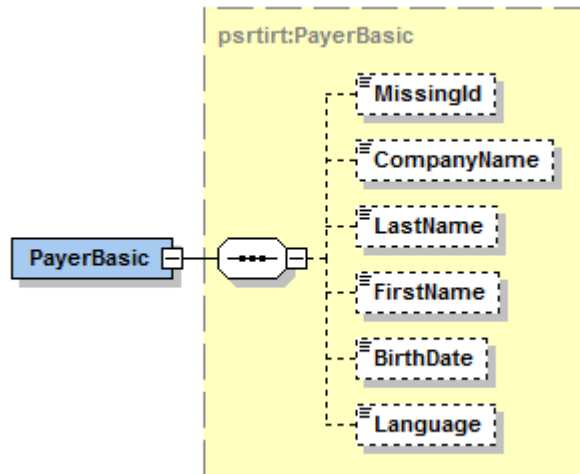 psrtirt:PayerBasic
MissingId
CompanyName
LastName
PayerBasic
FirstName
BirthDate
Language